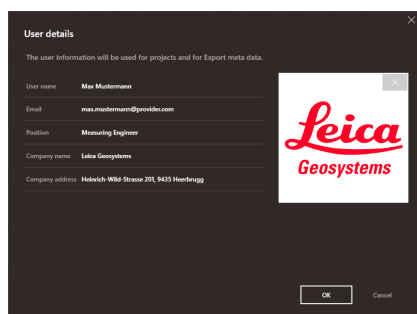 User details
The user information will be used for projects and for Export meta data.
User name Max Mustermann
Email max.mustermann@provider.com
Position Measuring Engineer
Company name Leica Geosystems
Company address Heinrich-Wild-Strasse 201, 9435 Heerbrugg
Leica
Geosystems
OK Cancel